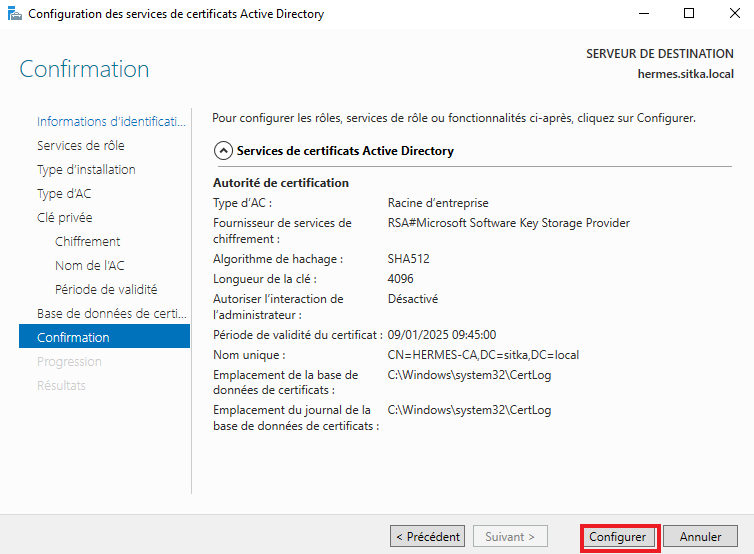 Configuration des services de certificats Active Directory
Confirmation
SERVEUR DE DESTINATION
hermes.sitka.local
Informations d'identificati...
Services de rôle
Type d'installation
Type d'AC
Clé privée
Chiffrement
Nom de l'AC
Période de validité
Base de données de certi...
Confirmation
Progression
Résultats
Pour configurer les rôles, services de rôle ou fonctionnalités ci-après, cliquez sur Configurer.
Services de certificats Active Directory
Autorité de certification
Type d'AC : Racine d'entreprise
Fournisseur de services de RSA#Microsoft Software Key Storage Provider
chiffrement :
Algorithme de hachage : SHA512
Longueur de la clé : 4096
Autoriser l'interaction de Désactivé
l'administrateur :
Période de validité du certificat : 09/01/2025 09:45:00
Nom unique : CN=HERMES-CA,DC=sitka,DC=local
Emplacement de la base de C:\Windows\system32\CertLog
données de certificats :
Emplacement du journal de la C:\Windows\system32\CertLog
base de données de certificats :
< Précédent Suivant > Configurer Annuler